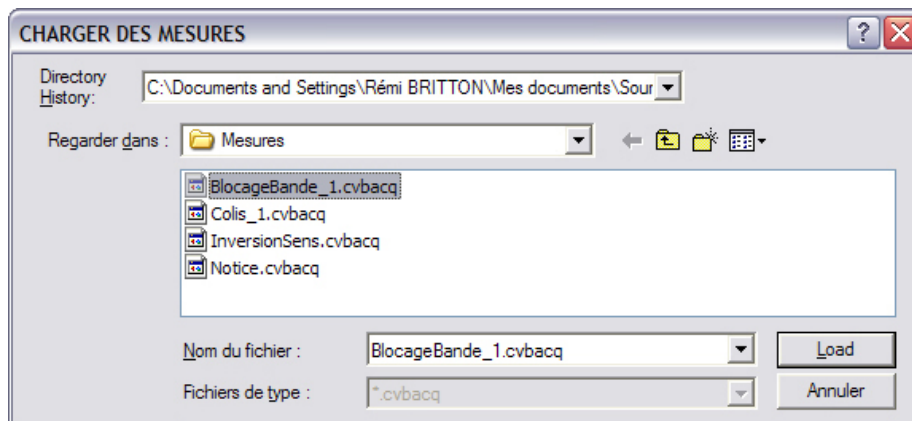 CHARGER DES MESURES
Directory History:
C:\Documents and Settings\Rémi BRITTON\Mes documents\Sour
Regarder dans :
Mesures
BlocageBande_1.cvbacq
Colis_1.cvbacq
InversionSens.cvbacq
Notice.cvbacq
Nom du fichier :
BlocageBande_1.cvbacq
Load
Fichiers de type :
*.cvbacq
Annuler